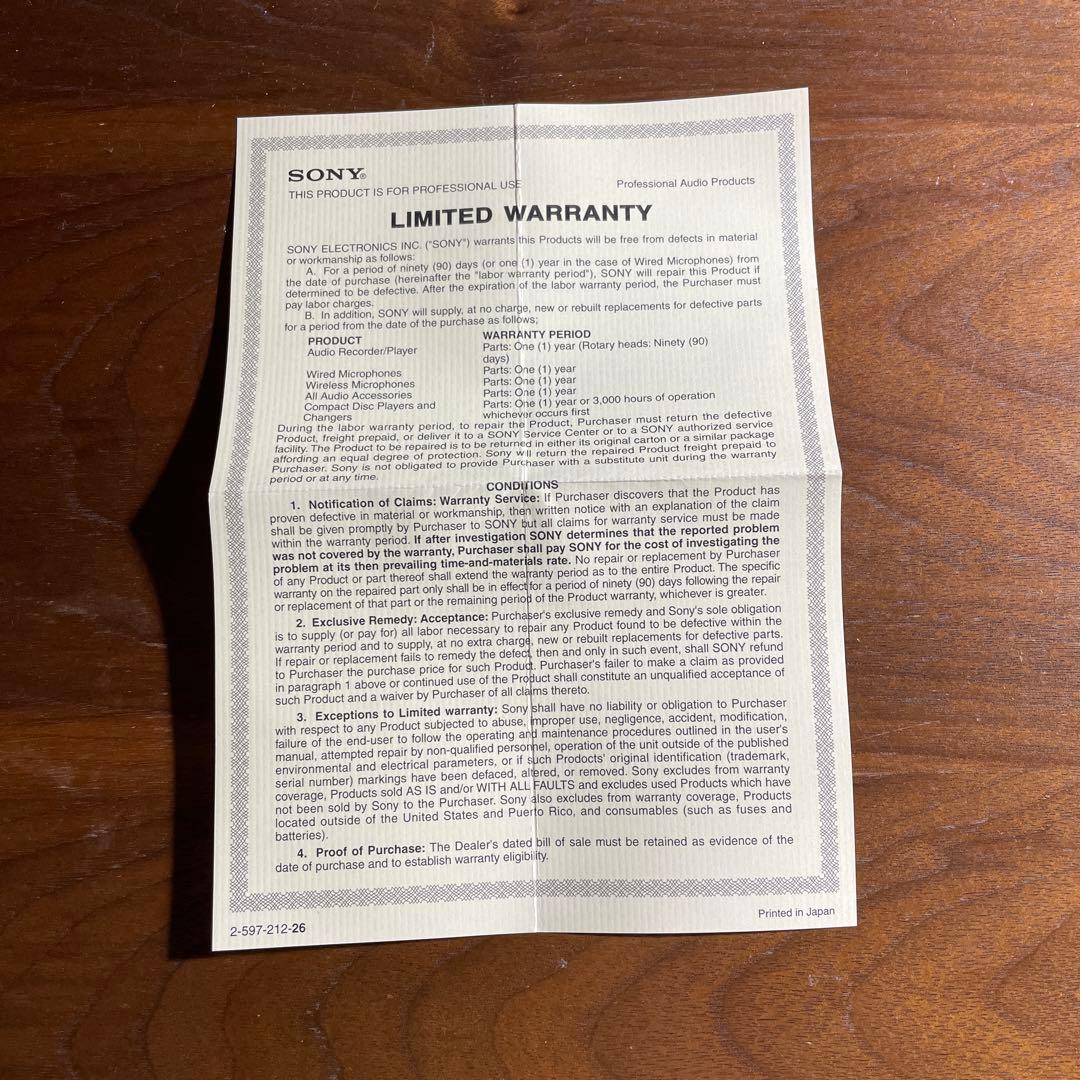 SONY®
THIS PRODUCT IS FOR PROFESSIONAL USE
Professional Audio Products
LIMITED WARRANTY
SONY ELECTRONICS INC. ("SONY") warrants this Products will be free from defects in material
or workmanship as follows:
A. For a period of ninety (90) days (or one (1) year in the case of Wired Microphones) from
the date of purchase (hereinafter the "labor warranty period"), SONY will repair this Product if
determined to be defective. After the expiration of the labor warranty period, the Purchaser must
pay labor charges.
B. In addition, SONY will supply, at no charge, new or rebuilt replacements for defective parts
for a period from the date of the purchase as follows;
PRODUCT WARRANTY PERIOD
Audio Recorder/Player Parts: One (1) year (Rotary heads: Ninety (90)
days)
Wired Microphones Parts: One (1) year
Wireless Microphones Parts: One (1) year
All Audio Accessories Parts: One (1) year
Compact Disc Players and Parts: One (1) year or 3,000 hours of operation
Changers whichever occurs first
During the labor warranty period, to repair the Product, Purchaser must return the defective
Product, freight prepaid, or deliver it to a SONY Service Center or to a SONY authorized service
facility. The Product to be repaired is to be returned in either its original carton or a similar package
affording an equal degree of protection. Sony will return the repaired Product freight prepaid to
Purchaser. Sony is not obligated to provide Purchaser with a substitute unit during the warranty
period or at any time.
CONDITIONS
1. Notification of Claims: Warranty Service: If Purchaser discovers that the Product has
proven defective in material or workmanship, then written notice with an explanation of the claim
shall be given promptly by Purchaser to SONY but all claims for warranty service must be made
within the warranty period. If after investigation SONY determines that the reported problem
was not covered by the warranty, Purchaser shall pay SONY for the cost of investigating the
problem at its then prevailing time-and-materials rate. No repair or replacement by Purchaser
of any Product or part thereof shall extend the warranty period as to the entire Product. The specific
warranty on the repaired part only shall be in effect for a period of ninety (90) days following the repair
or replacement of that part or the remaining period of the Product warranty, whichever is greater.
2. Exclusive Remedy: Acceptance: Purchaser's exclusive remedy and Sony's sole obligation
is to supply (or pay for) all labor necessary to repair any Product found to be defective within the
warranty period and to supply, at no extra charge, new or rebuilt replacements for defective parts.
If repair or replacement fails to remedy the defect, then and only in such event, shall SONY refund
to Purchaser the purchase price for such Product. Purchaser's failer to make a claim as provided
in paragraph 1 above or continued use of the Product shall constitute an unqualified acceptance of
such Product and a waiver by Purchaser of all claims thereto.
3. Exceptions to Limited warranty: Sony shall have no liability or obligation to Purchaser
with respect to any Product subjected to abuse, improper use, negligence, accident, modification,
failure of the end-user to follow the operating and maintenance procedures outlined in the user's
manual, attempted repair by non-qualified personnel, operation of the unit outside of the published
environmental and electrical parameters, or if such Prodocts' original identification (trademark,
serial number) markings have been defaced, altered, or removed. Sony excludes from warranty
coverage, Products sold AS IS and/or WITH ALL FAULTS and excludes used Products which have
not been sold by Sony to the Purchaser. Sony also excludes from warranty coverage, Products
located outside of the United States and Puerto Rico, and consumables (such as fuses and
batteries).
4. Proof of Purchase: The Dealer's dated bill of sale must be retained as evidence of the
date of purchase and to establish warranty eligibility.
2-597-212-26
Printed in Japan